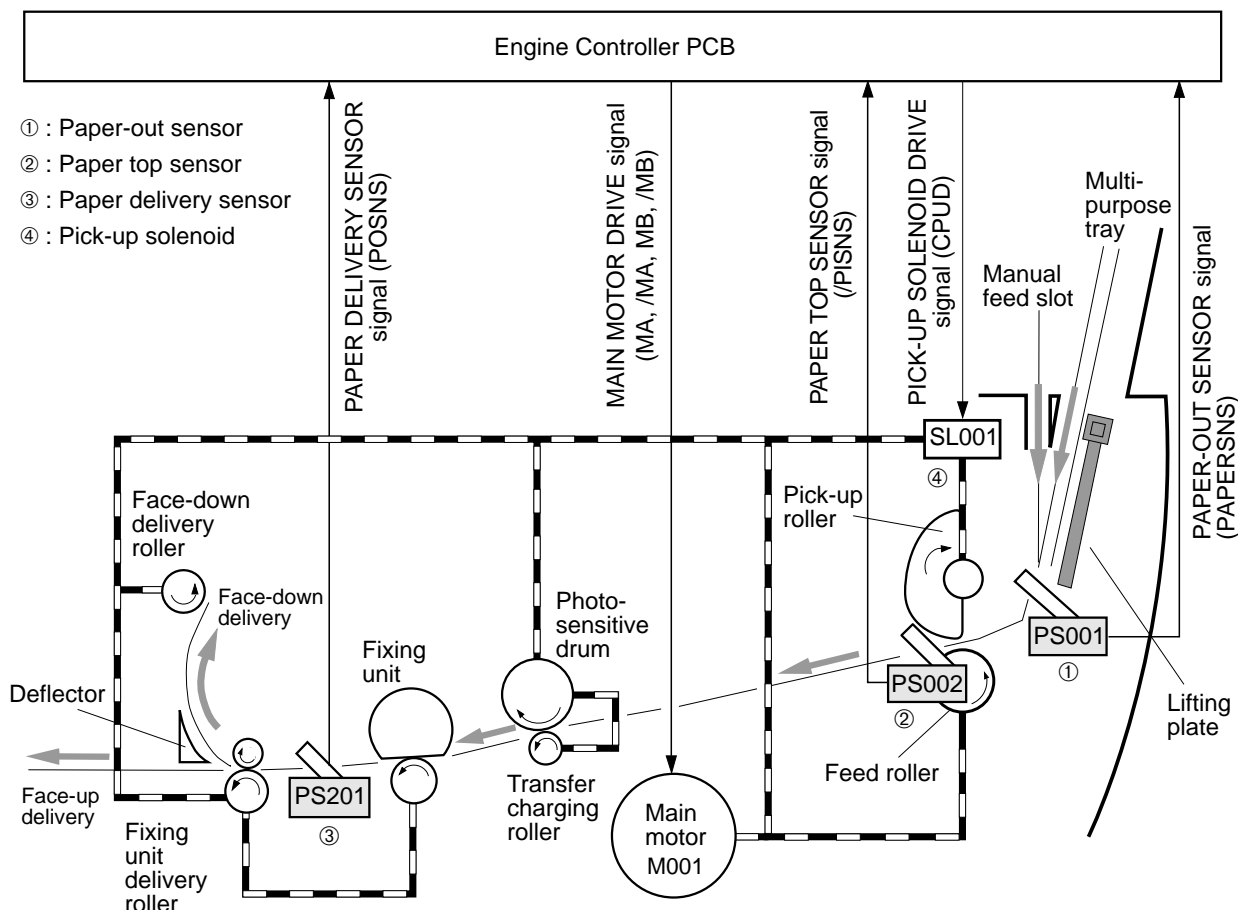 Engine Controller PCB
① : Paper-out sensor
② : Paper top sensor
③ : Paper delivery sensor
④ : Pick-up solenoid
PAPER DELIVERY SENSOR
signal (POSNS)
MAIN MOTOR DRIVE signal
(MA, /MA, MB, /MB)
PAPER TOP SENSOR signal
(/PISNS)
PICK-UP SOLENOID DRIVE
signal (CPUD)
Multi-
purpose
tray
Manual
feed slot
PAPER-OUT SENSOR signal
(PAPERSNS)
SL001
④
Pick-up
roller
Face-down
delivery
roller
Face-down
delivery
Photo-
sensitive
drum
Fixing
unit
PS001
①
PS002
②
Deflector
Lifting
plate
Feed roller
PS201
③
Face-up
delivery
Transfer
charging
roller
Main
motor
M001
Fixing
unit
delivery
roller